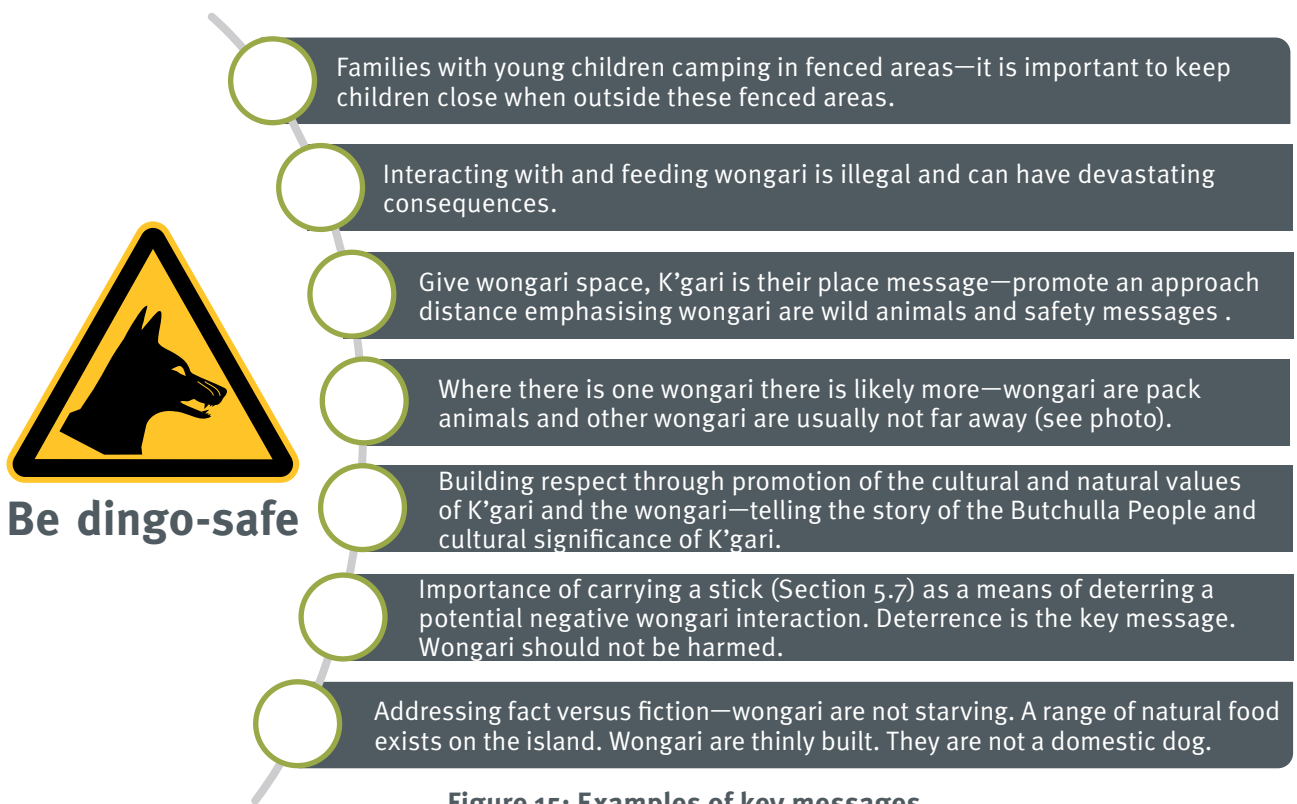 Families with young children camping in fenced areas—it is important to keep
children close when outside these fenced areas.
Interacting with and feeding wongari is illegal and can have devastating
consequences.
Give wongari space, K’gari is their place message—promote an approach
distance emphasising wongari are wild animals and safety messages .
Where there is one wongari there is likely more—wongari are pack
animals and other wongari are usually not far away (see photo).
Building respect through promotion of the cultural and natural values
of K’gari and the wongari—telling the story of the Butchulla People and
cultural significance of K’gari.
Importance of carrying a stick (Section 5.7) as a means of deterring a
potential negative wongari interaction. Deterrence is the key message.
Wongari should not be harmed.
Addressing fact versus fiction—wongari are not starving. A range of natural food
exists on the island. Wongari are thinly built. They are not a domestic dog.
Be dingo-safe
Figure 15: Examples of key messages